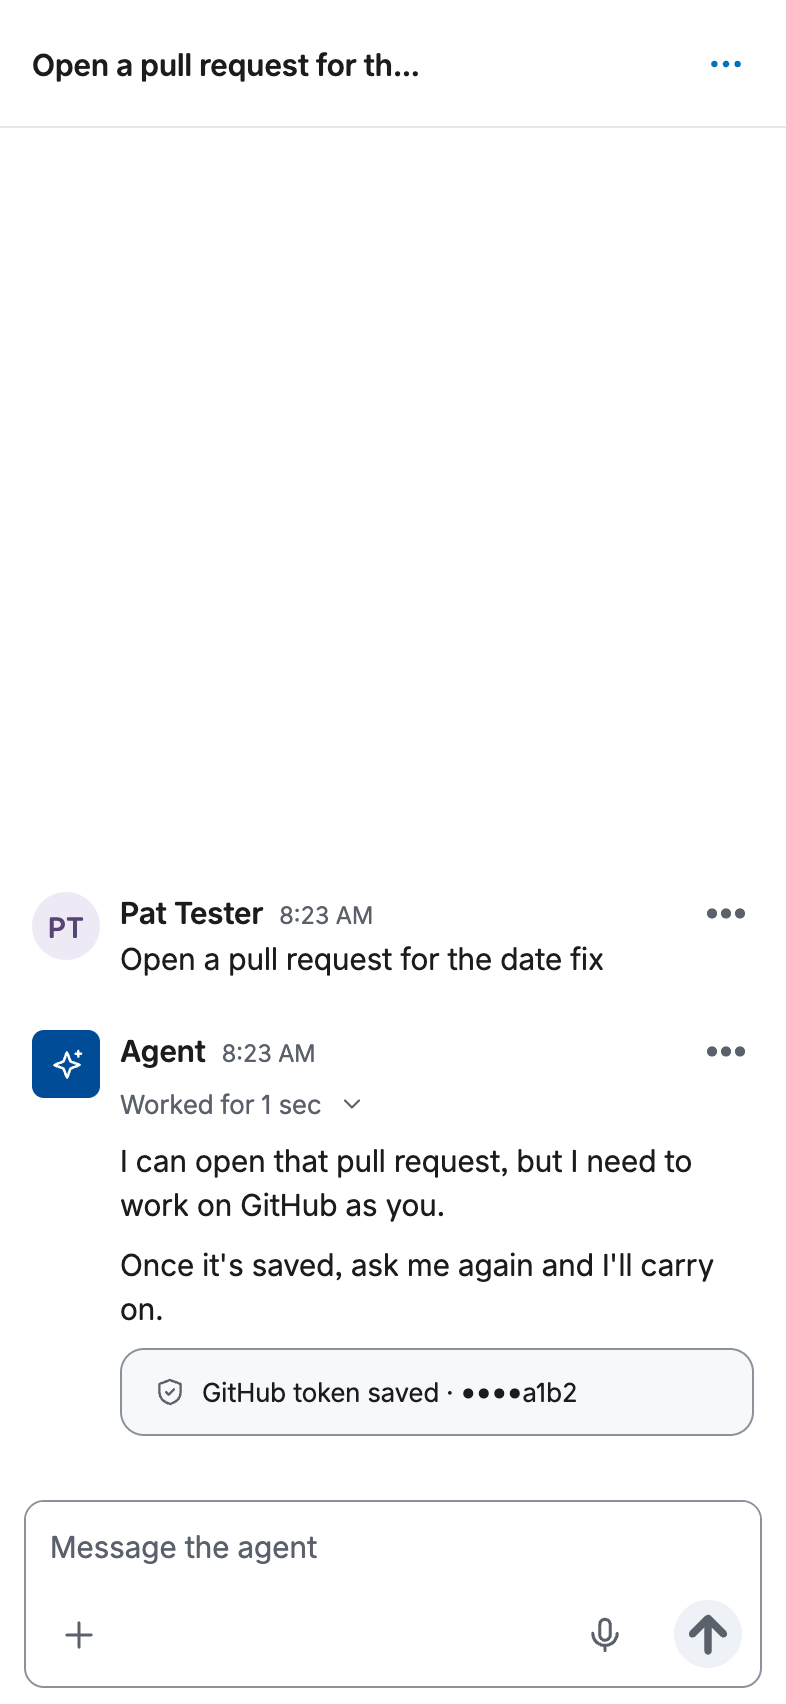 Open a pull request for th...
PT
Pat Tester 8:23 AM
Open a pull request for the date fix
Agent 8:23 AM
Worked for 1 sec
I can open that pull request, but I need to
work on GitHub as you.
Once it's saved, ask me again and I'll carry
on.
GitHub token saved · ••••a1b2
Message the agent